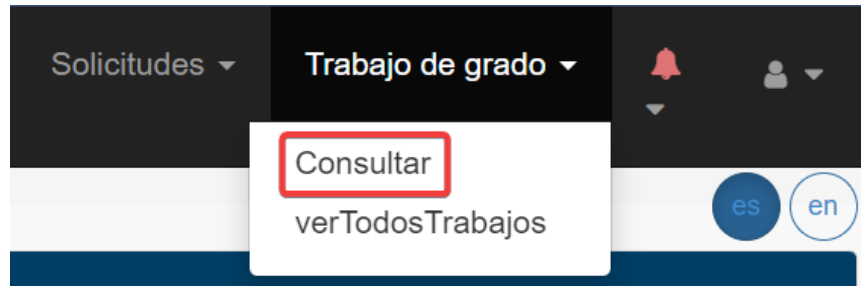 Solicitudes
Trabajo de grado
Consultar
verTodosTrabajos
es
en